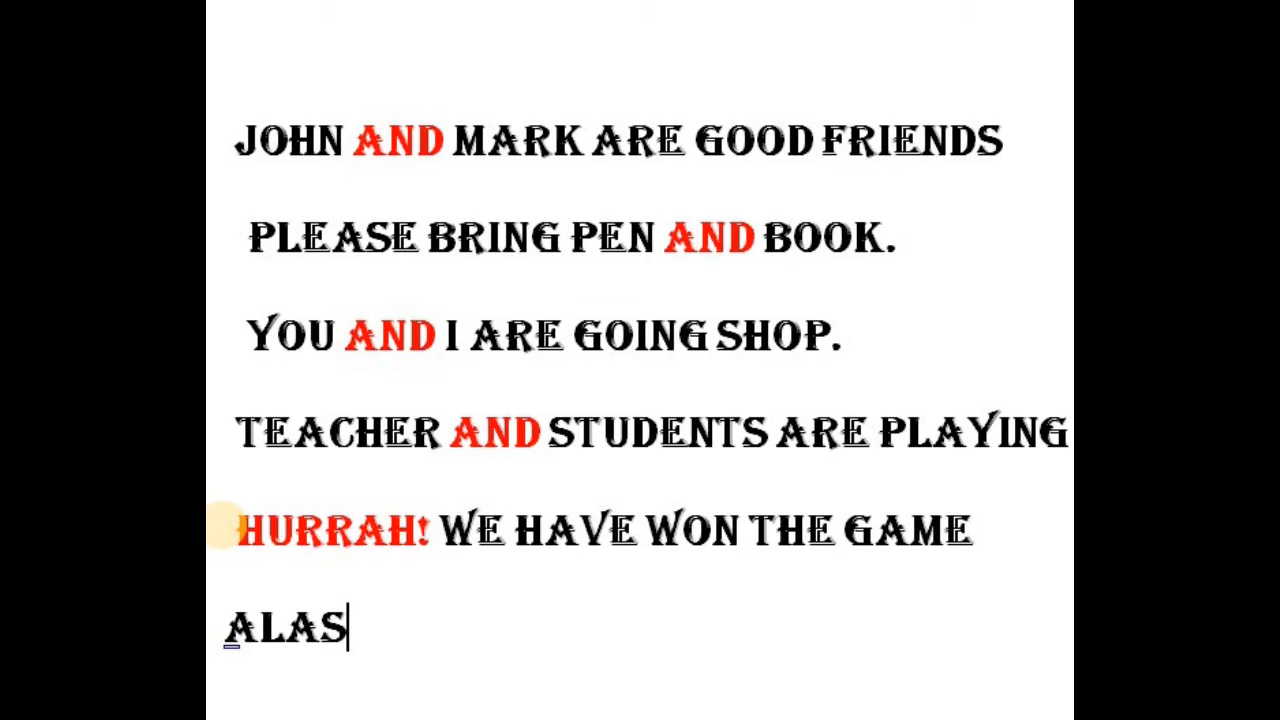 JOHN AND MARK ARE GOOD FRIENDS
PLEASE BRING PEN AND BOOK.
YOU AND I ARE GOING SHOP.
TEACHER AND STUDENTS ARE PLAYING
HURRAH! WE HAVE WON THE GAME
ALAS